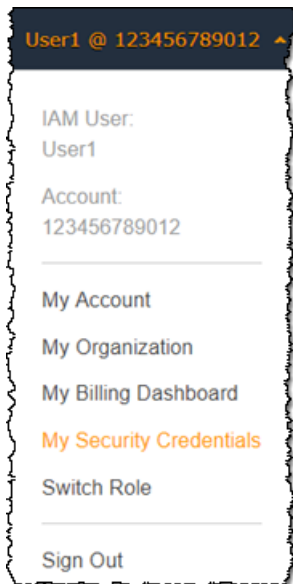 User1 @ 123456789012
IAM User:
User1
Account:
123456789012
My Account
My Organization
My Billing Dashboard
My Security Credentials
Switch Role
Sign Out